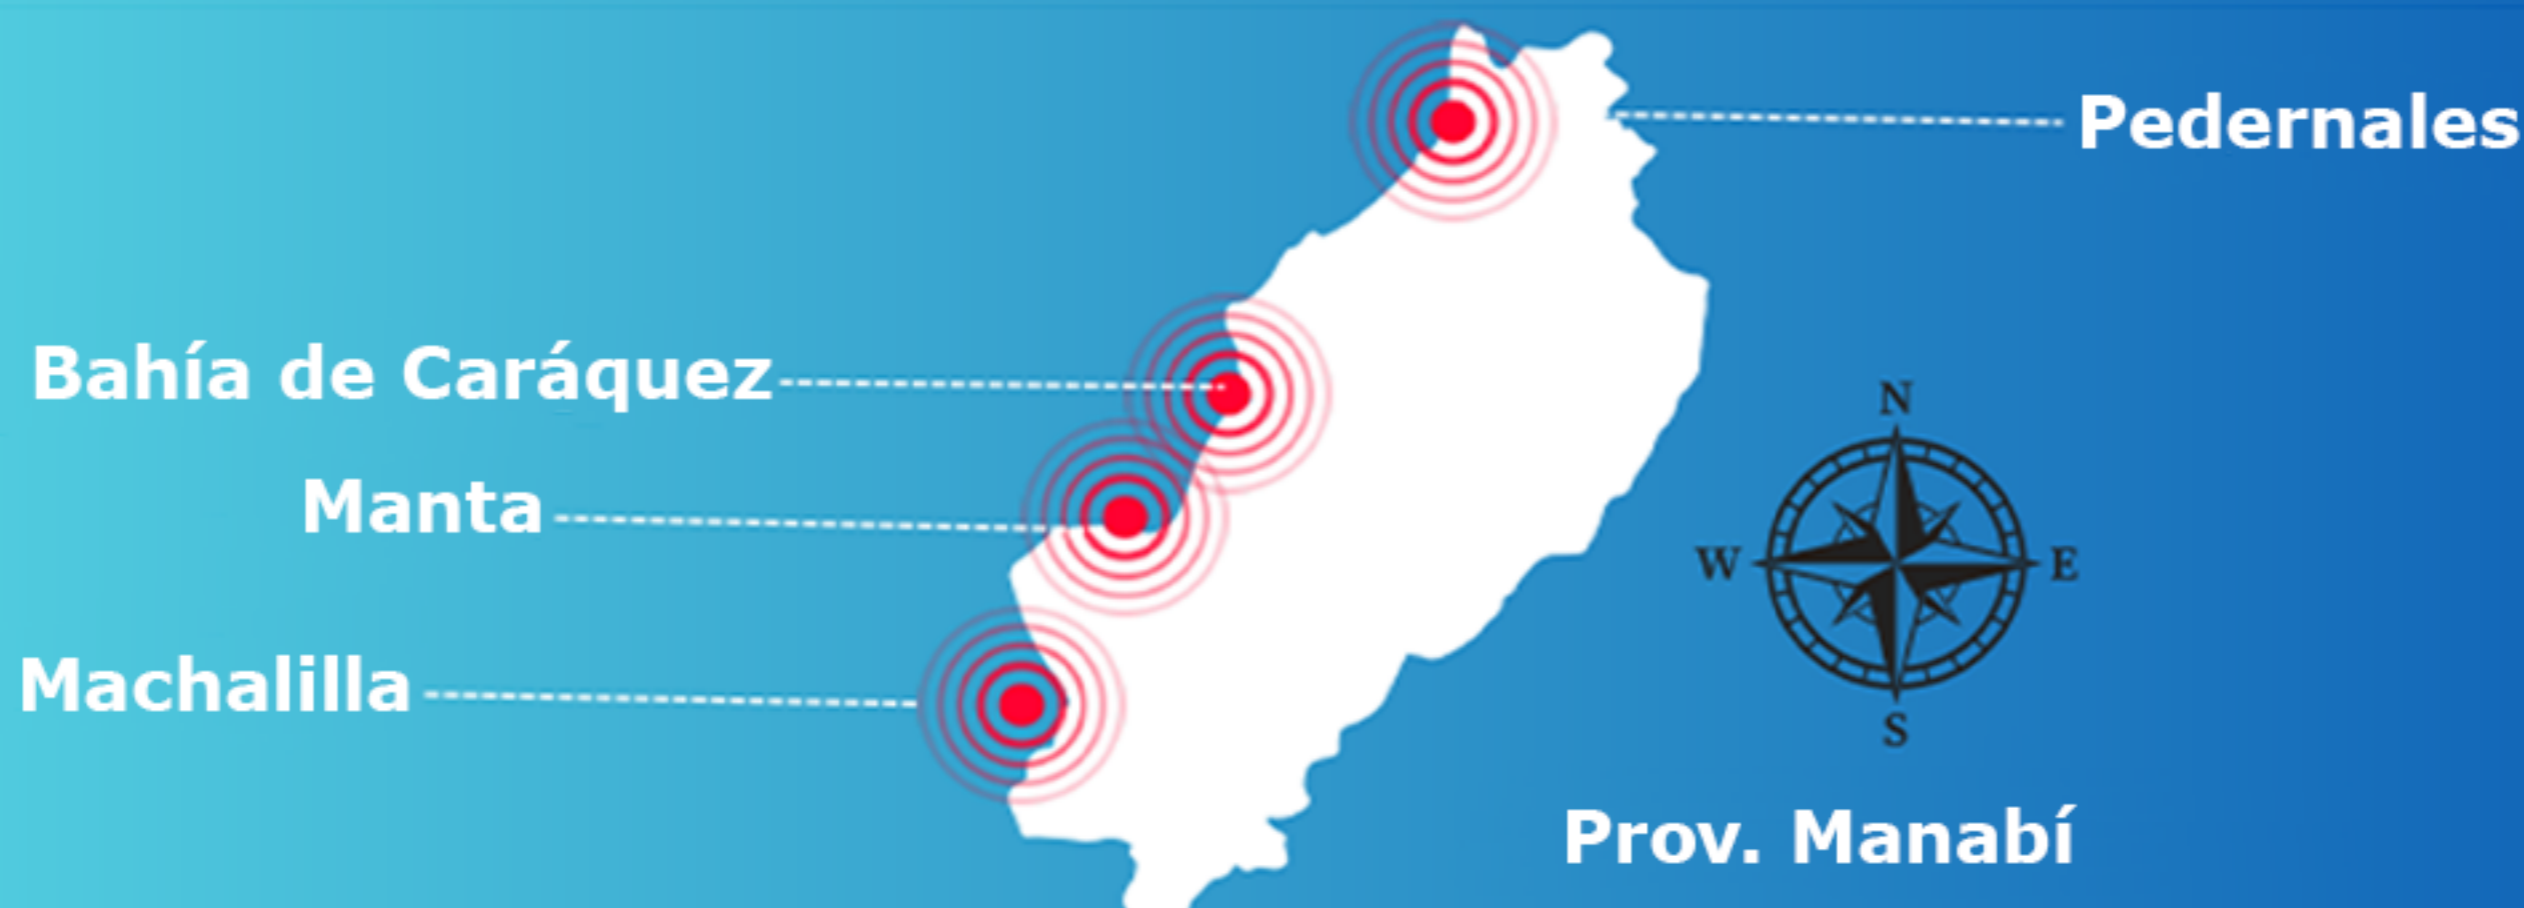 Pedernales
Bahía de Caráquez
N
Manta
W
E
Machalilla
S
Prov. Manabí